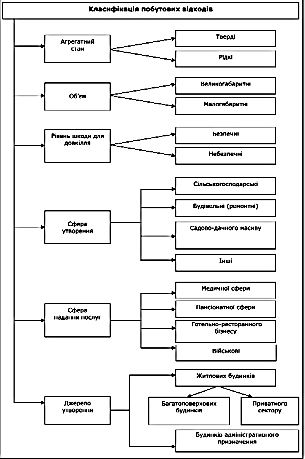 Класифікація побутових відходів
Агрегатний
стан
Тверді
Рідкі
Об'єм
Великогабаритні
Малогабаритні
Рівень шкоди для
довкілля
Безпечні
Небезпечні
Сфера
утворення
Сільськогосподарські
Будівельні (ремонтні)
Садово-дачного масиву
Інші
Сфера
надання послуг
Медичної сфери
Пансіонатної сфери
Готельно-ресторанного
бізнесу
Військові
Джерело
утворення
Житлових будинків
Багатоповерхових
будинків
Приватного
сектору
Будинків адміністративного
призначення